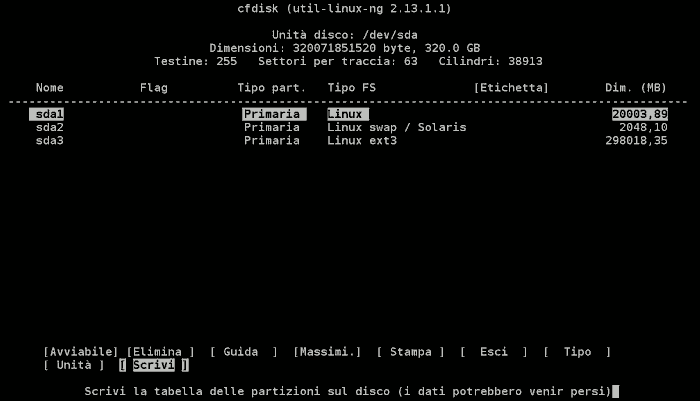 cfdisk (util-linux-ng 2.13.1.1)
Unità disco: /dev/sda
Dimensioni: 320071851520 byte, 320.0 GB
Testine: 255 Settori per traccia: 63 Cilindri: 38913
Nome Flag Tipo part. Tipo FS [Etichetta] Dim. (MB)
sda1 Primaria Linux 20003,89
sda2 Primaria Linux swap / Solaris 2048,10
sda3 Primaria Linux ext3 298018,35
[Avviabile] [Elimina ] [ Guida ] [Massimi.] [ Stampa ] [ Esci ] [ Tipo ]
[ Unità ] [ Scrivi ]
Scrivi la tabella delle partizioni sul disco (i dati potrebbero venir persi)